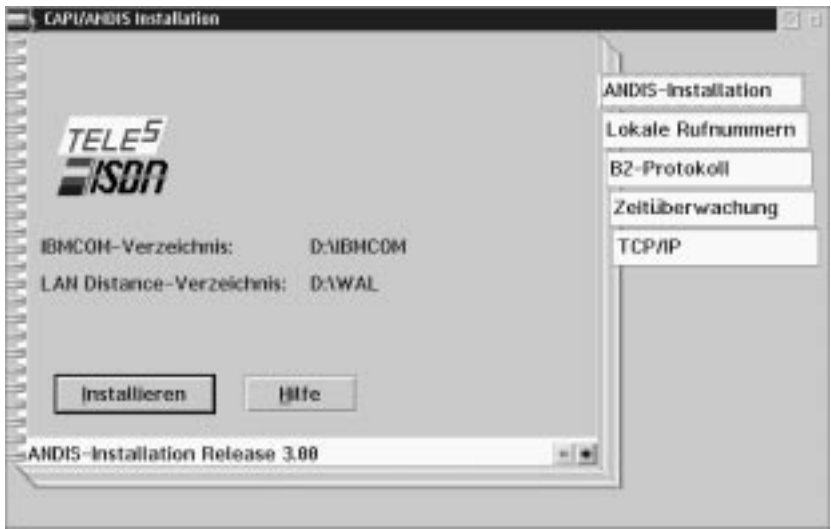 CAPI/ANDIS Installation
TELES
ISDN
IBMCOM-Verzeichnis: D:\IBMCOM
LAN Distance-Verzeichnis: D:\WAL
Installieren Hilfe
ANDIS-Installation Release 3.00
ANDIS-Installation
Lokale Rufnummern
B2-Protokoll
Zeitüberwachung
TCP/IP